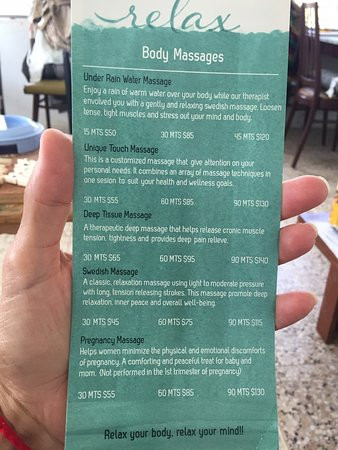 relax
Body Massages
Under Rain Water Massage
Enjoy a rain of warm water over your body while our therapist
envolved you with a gently and relaxing swedish massage. Loosen
tense, tight muscles and stress out your mind and body.
15 MTS $50 30 MTS $85 45 MTS $120
Unique Touch Massage
This is a customized massage that give attention on your
personal needs. It combines an array of massage techniques in
one sesion to suit your health and wellness goals.
30 MTS $55 60 MTS $85 90 MTS $130
Deep Tissue Massage
A therapeutic deep massage that helps release cronic muscle
tension, tightness and provides deep pain relieve.
30 MTS $65 60 MTS $95 90 MTS $140
Swedish Massage
A classic, relaxation massage using light to moderate pressure
with long, tension releasing strokes. This massage promote deep
relaxation, inner peace and overall well-being.
30 MTS $45 60 MTS $75 90 MTS $115
Pregnancy Massage
Helps women minimize the physical and emotional discomforts
of pregnancy. A comforting and peaceful treat for baby and
mom. (Not performed in the 1st trimester of pregnancy)
30 MTS $55 60 MTS $85 90 MTS $130
Relax your body, relax your mind!!